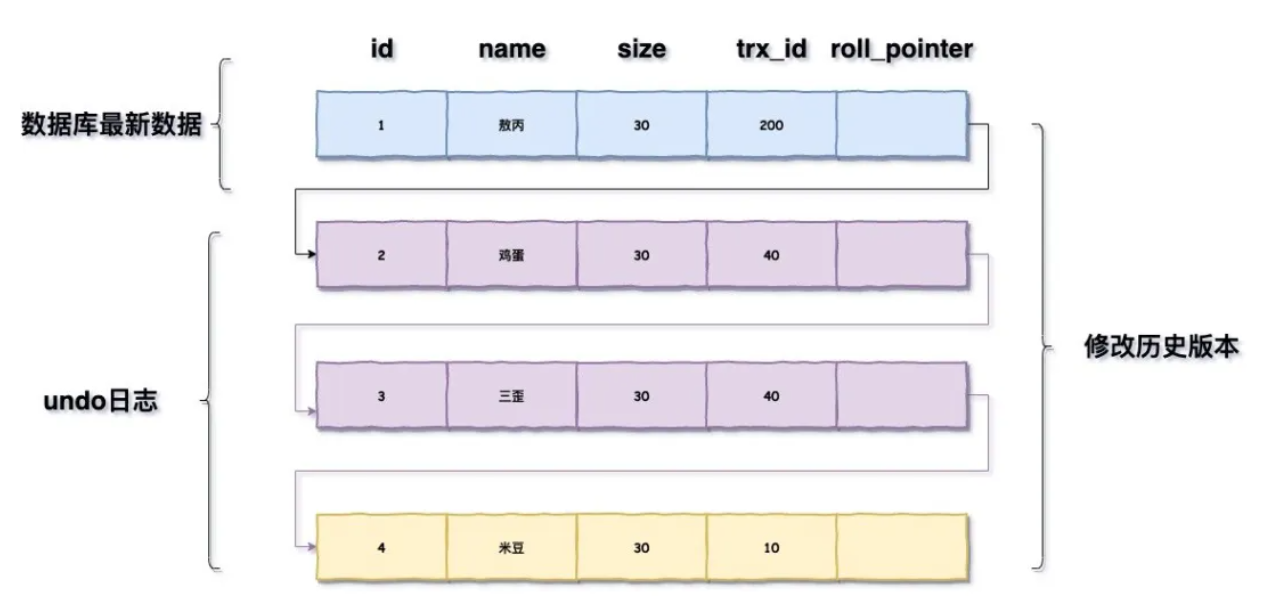 id name size trx_id roll_pointer
数据库最新数据
1 敖丙 30 200
2 鸡蛋 30 40
undo日志
3 三歪 30 40
修改历史版本
4 米豆 30 10